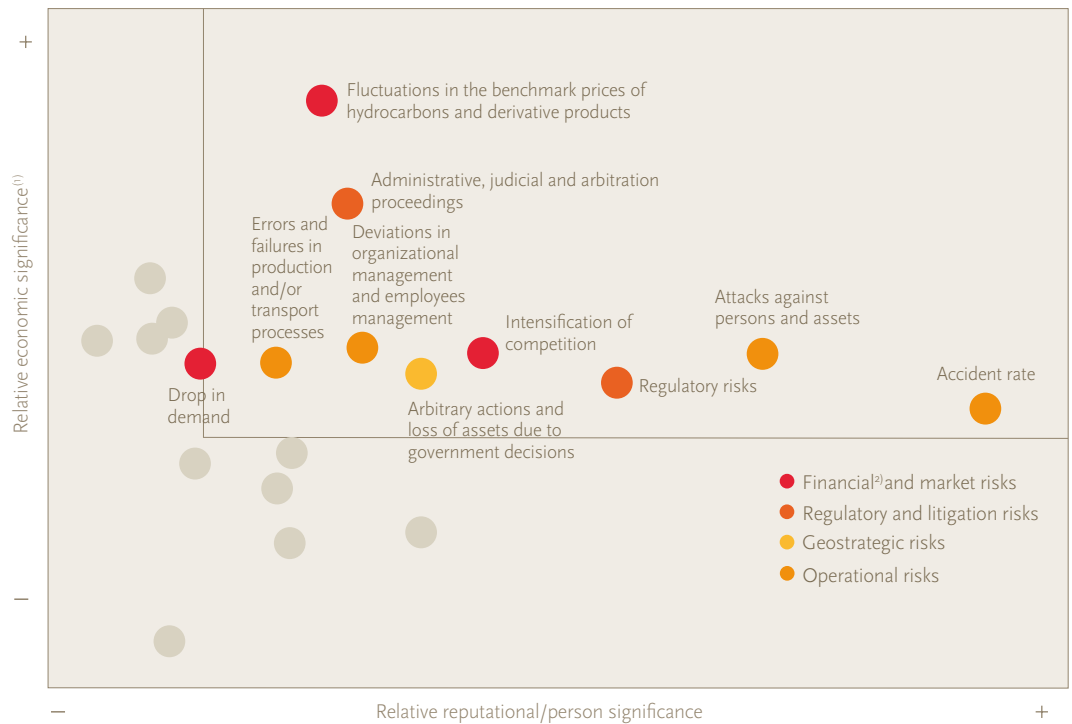 +
Relative economic significance(1)
−
Fluctuations in the benchmark prices of
hydrocarbons and derivative products
Administrative, judicial and arbitration
proceedings
Errors and
failures in
production
and/or
transport
processes
Deviations in
organizational
management
and employees
management
Intensification of
competition
Attacks against
persons and assets
Accident rate
Regulatory risks
Drop in
demand
Arbitrary actions and
loss of assets due to
government decisions
Financial2) and market risks
Regulatory and litigation risks
Geostrategic risks
Operational risks
−
Relative reputational/person significance
+